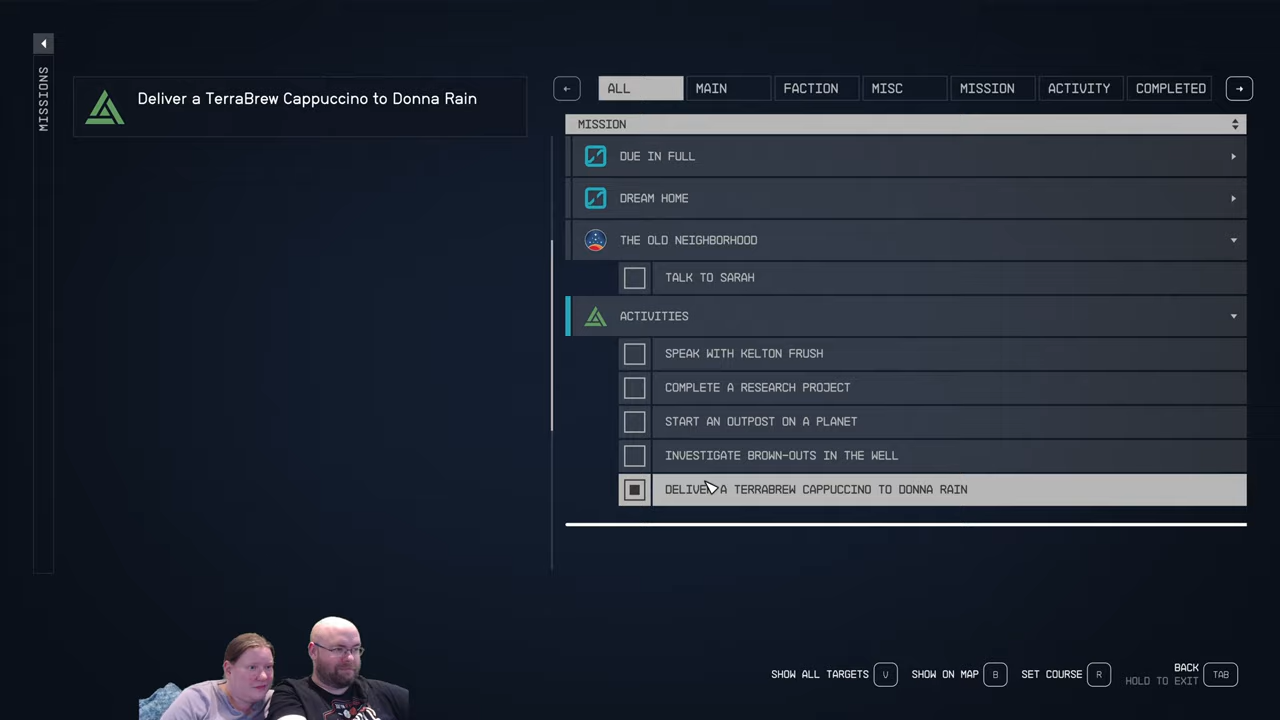 MISSIONS
Deliver a TerraBrew Cappuccino to Donna Rain
ALL
MAIN
FACTION
MISC
MISSION
ACTIVITY
COMPLETED
MISSION
DUE IN FULL
DREAM HOME
THE OLD NEIGHBORHOOD
TALK TO SARAH
ACTIVITIES
SPEAK WITH KELTON FRUSH
COMPLETE A RESEARCH PROJECT
START AN OUTPOST ON A PLANET
INVESTIGATE BROWN-OUTS IN THE WELL
DELIVER A TERRABREW CAPPUCCINO TO DONNA RAIN
SHOW ALL TARGETS V
SHOW ON MAP B
SET COURSE R
BACK
HOLD TO EXIT
TAB